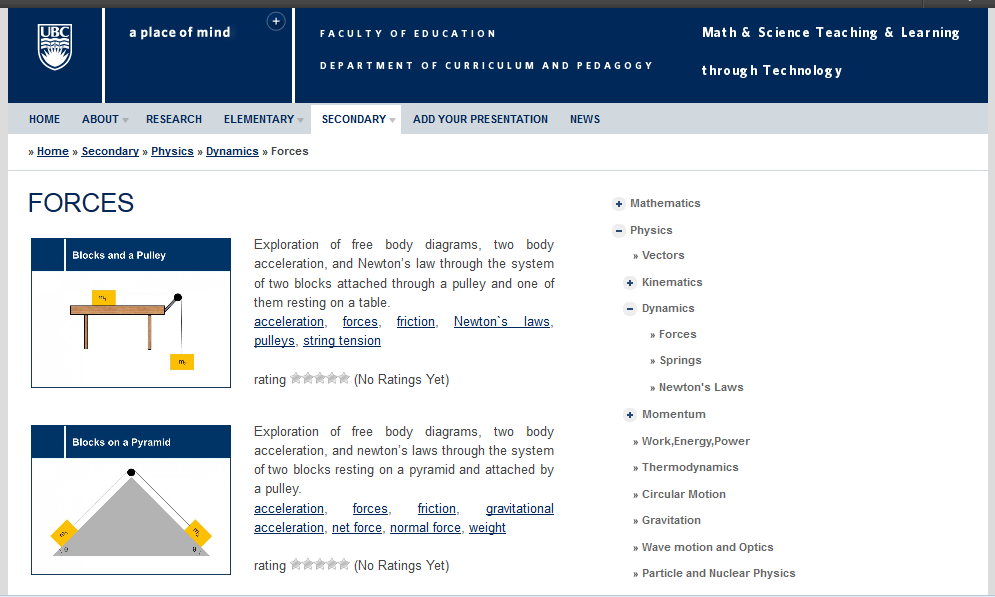 UBC
a place of mind
FACULTY OF EDUCATION
DEPARTMENT OF CURRICULUM AND PEDAGOGY
Math & Science Teaching & Learning
through Technology
HOME ABOUT RESEARCH ELEMENTARY SECONDARY ADD YOUR PRESENTATION NEWS
» Home » Secondary » Physics » Dynamics » Forces
FORCES
Blocks and a Pulley
m₁
m₂
Exploration of free body diagrams, two body
acceleration, and Newton's law through the system
of two blocks attached through a pulley and one of
them resting on a table.
acceleration, forces, friction, Newton`s laws,
pulleys, string tension
rating (No Ratings Yet)
Blocks on a Pyramid
m₁
m₂
θ
θ
Exploration of free body diagrams, two body
acceleration, and newton's laws through the system
of two blocks resting on a pyramid and attached by
a pulley.
acceleration, forces, friction, gravitational
acceleration, net force, normal force, weight
rating (No Ratings Yet)
Mathematics
Physics
» Vectors
Kinematics
Dynamics
» Forces
» Springs
» Newton's Laws
Momentum
» Work,Energy,Power
» Thermodynamics
» Circular Motion
» Gravitation
» Wave motion and Optics
» Particle and Nuclear Physics